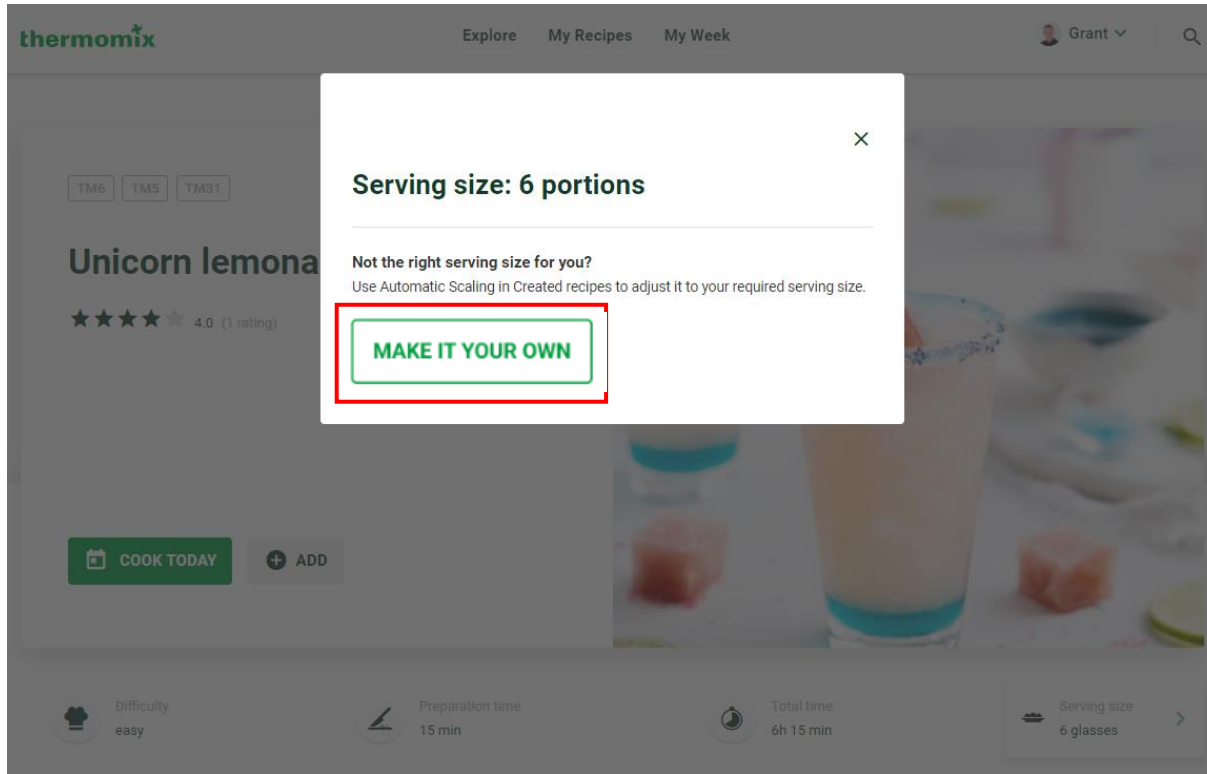 thermomix
Explore My Recipes My Week
Grant
Serving size: 6 portions
Not the right serving size for you?
Use Automatic Scaling in Created recipes to adjust it to your required serving size.
MAKE IT YOUR OWN
TM6 TM5 TM31
Unicorn lemona
4.0 (1 rating)
COOK TODAY ADD
Difficulty
easy
Preparation time
15 min
Total time
6h 15 min
Serving size
6 glasses